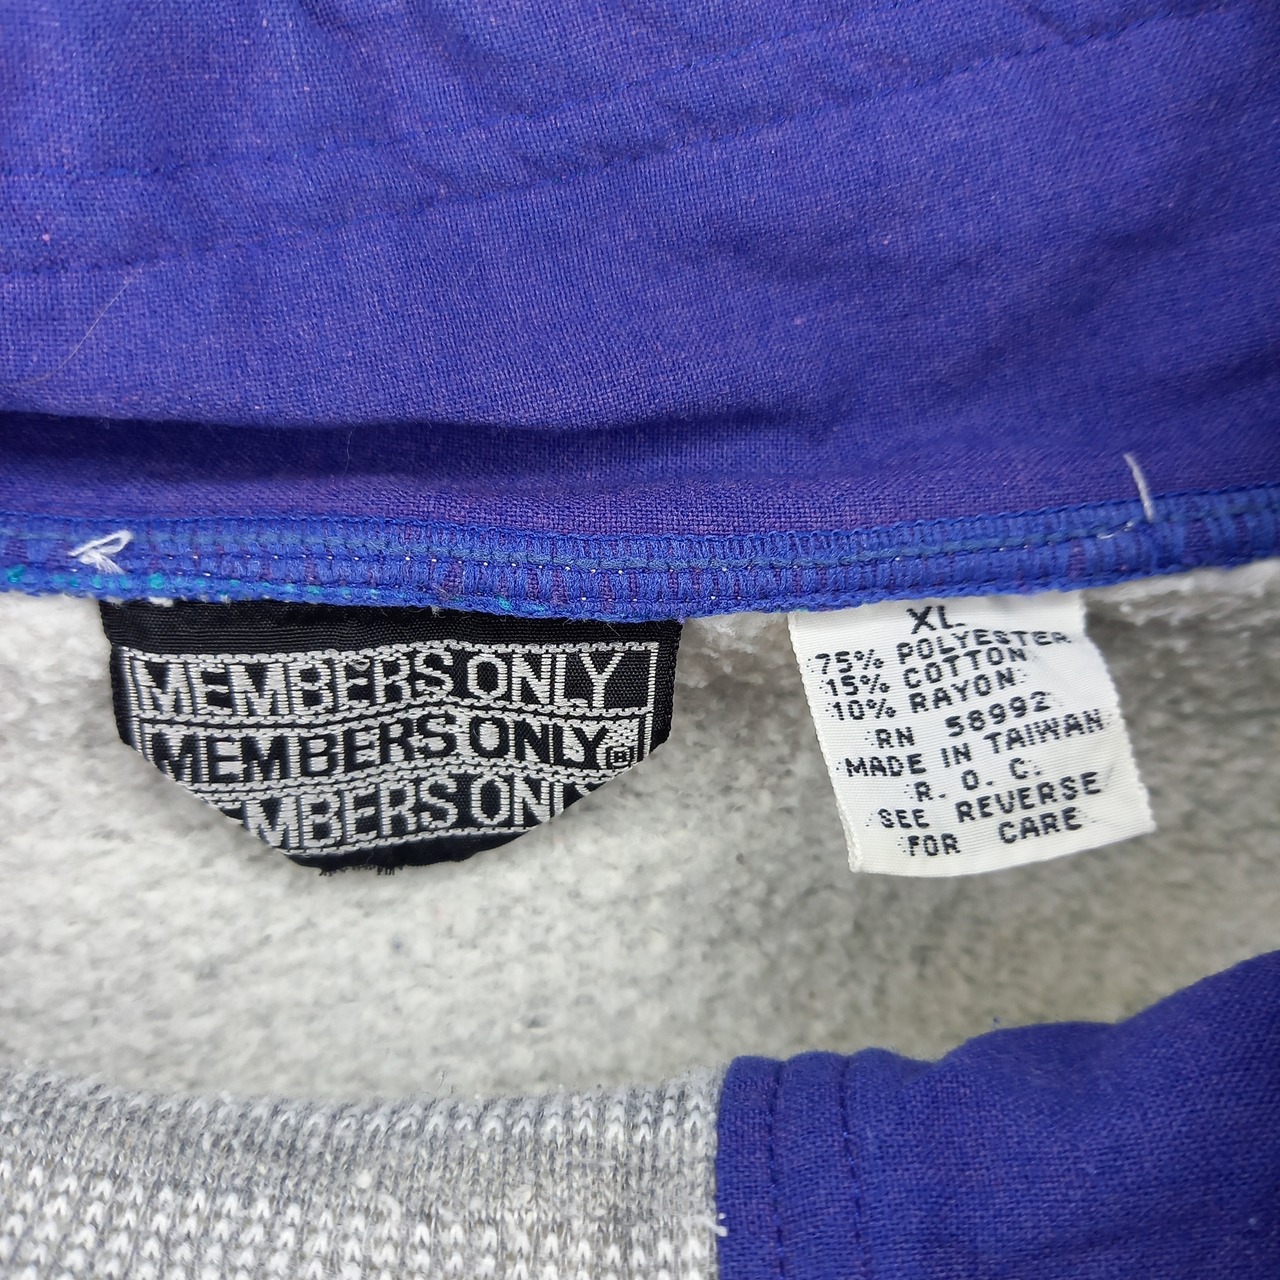 MEMBERS ONLY
MEMBERS ONLY®
MBERS ONL
XL
75% POLYESTER
15% COTTON
10% RAYON
RN 58992
MADE IN TAIWAN
R. O. C.
SEE REVERSE
FOR CARE